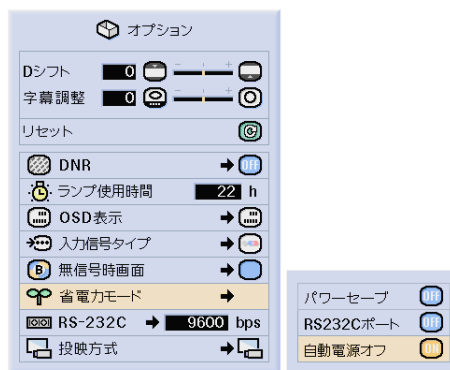 オプション
Dシフト 0 - +
字幕調整 0 - +
リセット
DNR OFF
ランプ使用時間 22 h
OSD表示
入力信号タイプ
B 無信号時画面
省電力モード
RS-232C 9600 bps
投映方式
パワーセーブ OFF
RS232Cポート OFF
自動電源オフ ON